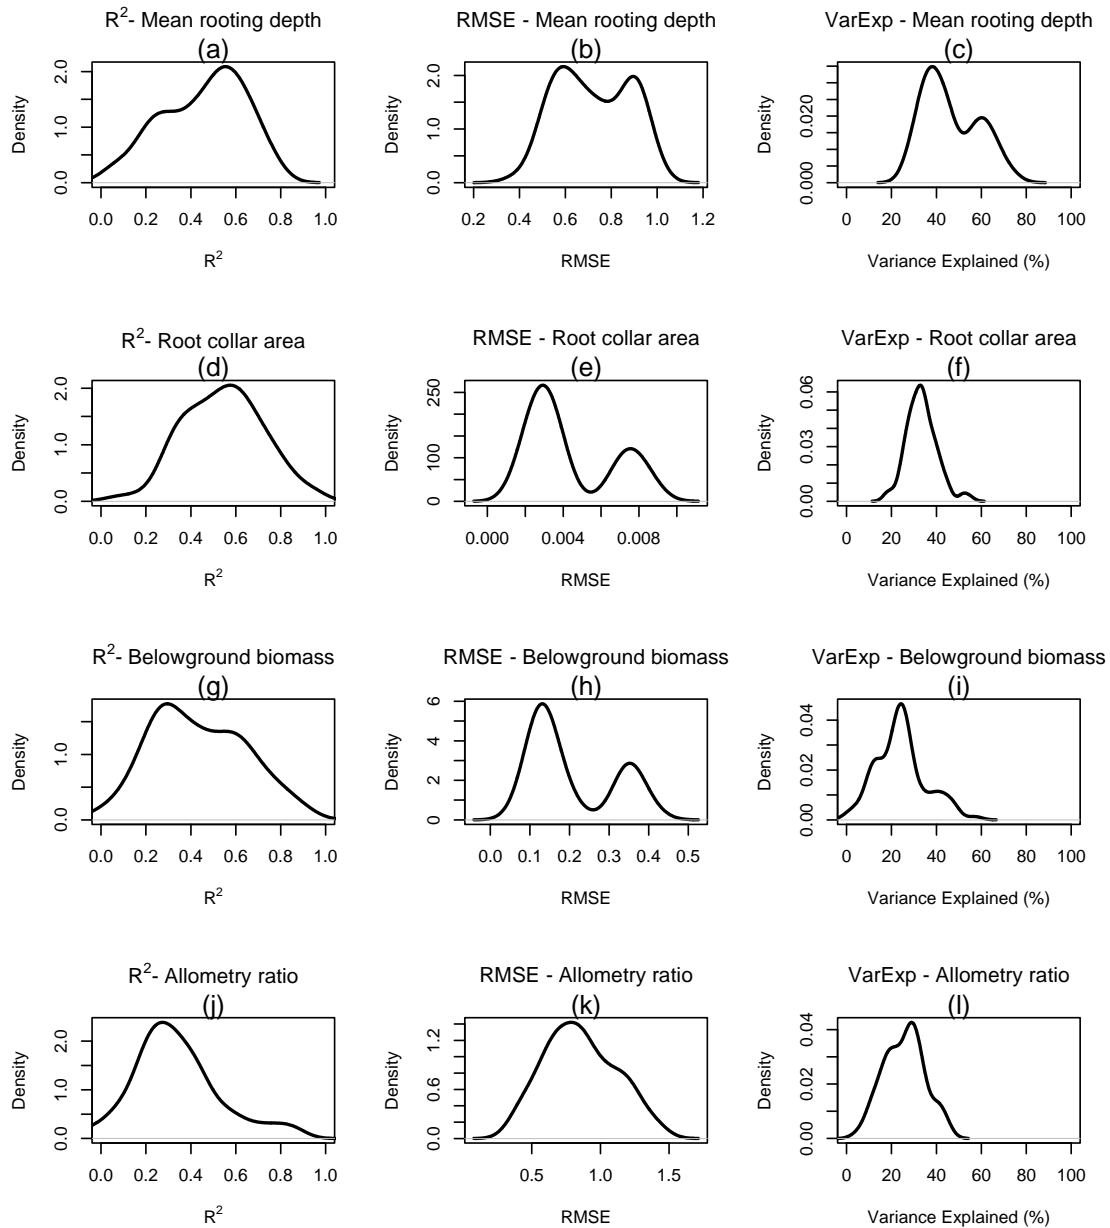 R²- Mean rooting depth
(a)
Density
0.0 1.0 2.0
0.0 0.2 0.4 0.6 0.8 1.0
R²
RMSE - Mean rooting depth
(b)
Density
0.0 1.0 2.0
0.2 0.4 0.6 0.8 1.0 1.2
RMSE
VarExp - Mean rooting depth
(c)
Density
0.000 0.020
0 20 40 60 80 100
Variance Explained (%)
R²- Root collar area
(d)
Density
0.0 1.0 2.0
0.0 0.2 0.4 0.6 0.8 1.0
R²
RMSE - Root collar area
(e)
Density
0 100 250
0.000 0.004 0.008
RMSE
VarExp - Root collar area
(f)
Density
0.00 0.03 0.06
0 20 40 60 80 100
Variance Explained (%)
R²- Belowground biomass
(g)
Density
0.0 1.0
0.0 0.2 0.4 0.6 0.8 1.0
R²
RMSE - Belowground biomass
(h)
Density
0 2 4 6
0.0 0.1 0.2 0.3 0.4 0.5
RMSE
VarExp - Belowground biomass
(i)
Density
0.00 0.02 0.04
0 20 40 60 80 100
Variance Explained (%)
R²- Allometry ratio
(j)
Density
0.0 1.0 2.0
0.0 0.2 0.4 0.6 0.8 1.0
R²
RMSE - Allometry ratio
(k)
Density
0.0 0.6 1.2
0.5 1.0 1.5
RMSE
VarExp - Allometry ratio
(l)
Density
0.00 0.02 0.04
0 20 40 60 80 100
Variance Explained (%)